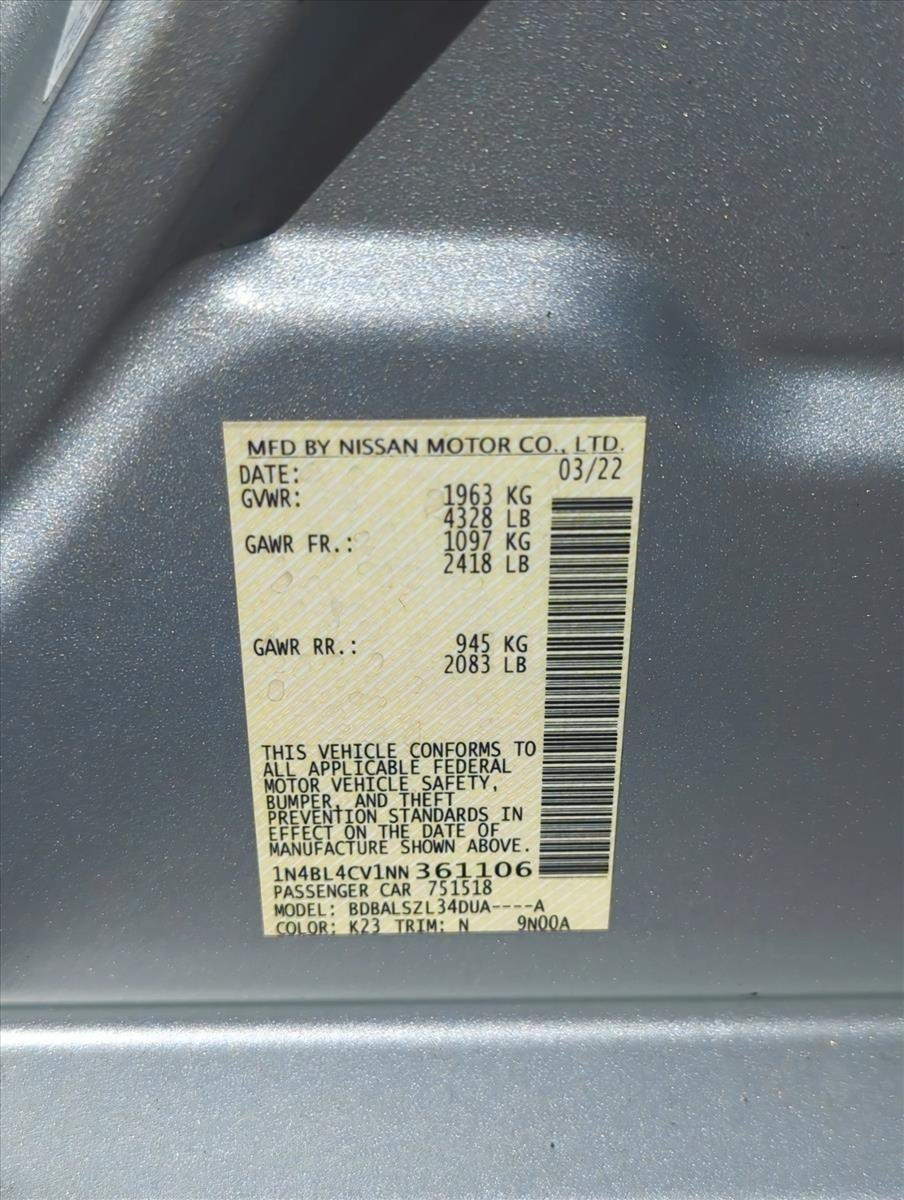 MFD BY NISSAN MOTOR CO., LTD.
DATE: 03/22
GVWR: 1963 KG
4328 LB
GAWR FR.: 1097 KG
2418 LB
GAWR RR.: 945 KG
2083 LB
THIS VEHICLE CONFORMS TO
ALL APPLICABLE FEDERAL
MOTOR VEHICLE SAFETY,
BUMPER, AND THEFT
PREVENTION STANDARDS IN
EFFECT ON THE DATE OF
MANUFACTURE SHOWN ABOVE.
1N4BL4CV1NN361106
PASSENGER CAR 751518
MODEL: BDBALSZL34DUA----A
COLOR: K23 TRIM: N 9N00A